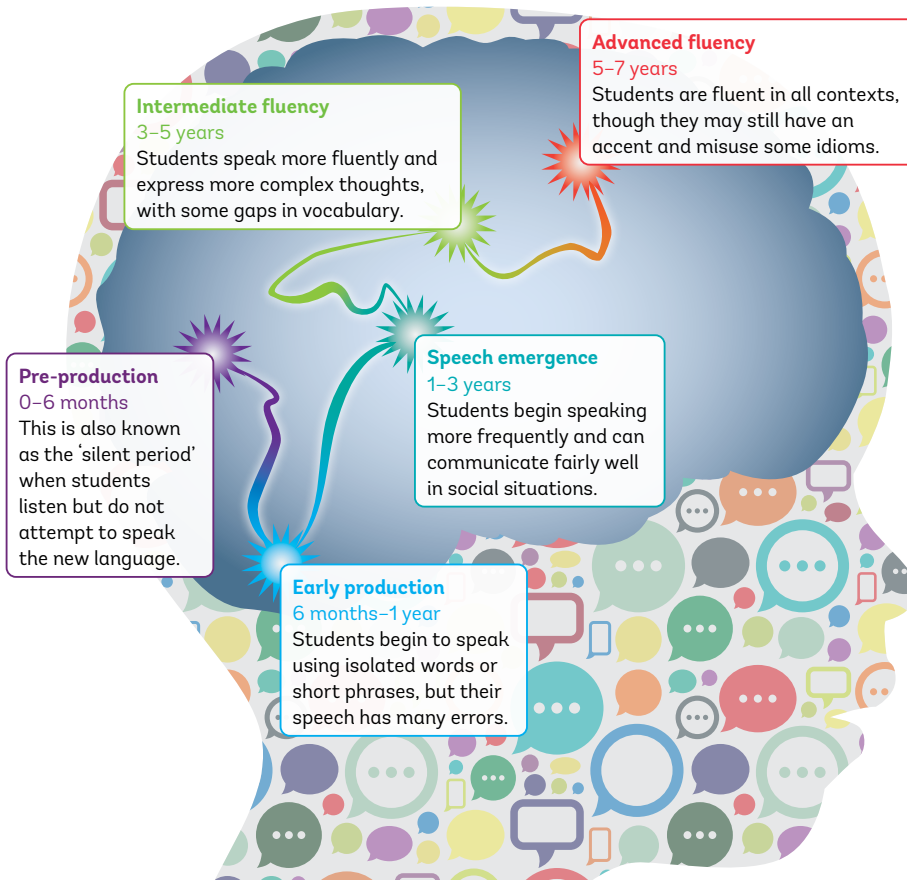 Pre-production
0–6 months
This is also known
as the ‘silent period’
when students
listen but do not
attempt to speak
the new language.
Early production
6 months–1 year
Students begin to speak
using isolated words or
short phrases, but their
speech has many errors.
Speech emergence
1–3 years
Students begin speaking
more frequently and can
communicate fairly well
in social situations.
Intermediate fluency
3–5 years
Students speak more fluently and
express more complex thoughts,
with some gaps in vocabulary.
Advanced fluency
5–7 years
Students are fluent in all contexts,
though they may still have an
accent and misuse some idioms.